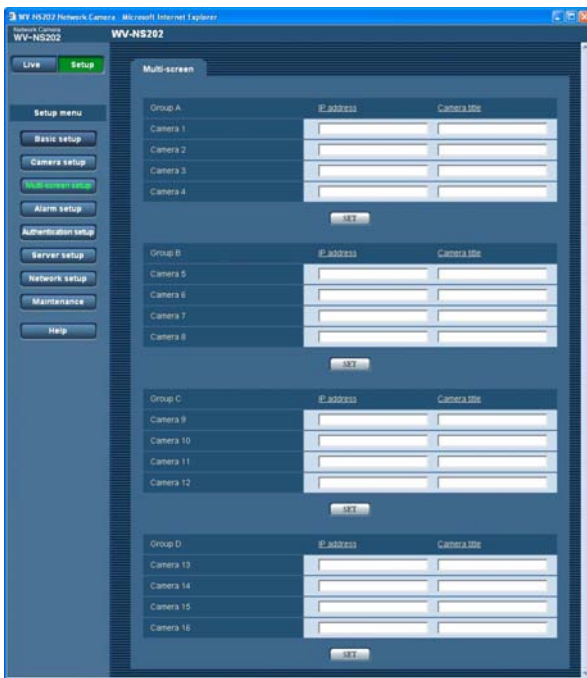 WV-NS202 Network Camera - Microsoft Internet Explorer
Network Camera
WV-NS202
WV-NS202
Live Setup
Multi-screen
Setup menu
Basic setup
Camera setup
Multi-screen setup
Alarm setup
Authentication setup
Server setup
Network setup
Maintenance
Help
Group A IP address Camera title
Camera 1
Camera 2
Camera 3
Camera 4
SET
Group B IP address Camera title
Camera 5
Camera 6
Camera 7
Camera 8
SET
Group C IP address Camera title
Camera 9
Camera 10
Camera 11
Camera 12
SET
Group D IP address Camera title
Camera 13
Camera 14
Camera 15
Camera 16
SET